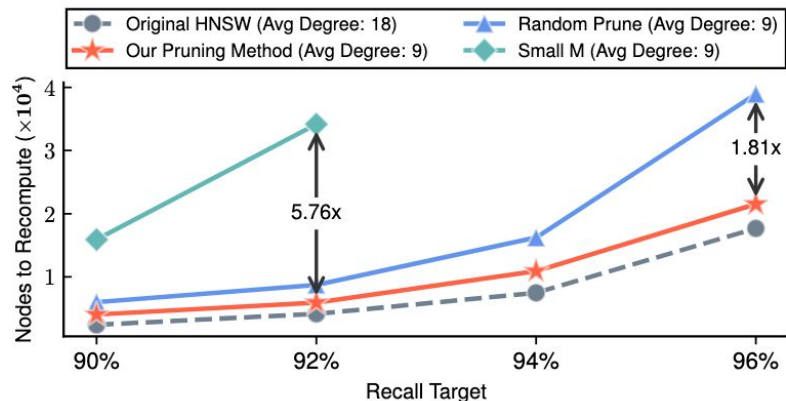 Original HNSW (Avg Degree: 18)
Random Prune (Avg Degree: 9)
Our Pruning Method (Avg Degree: 9)
Small M (Avg Degree: 9)
Nodes to Recompute (×10⁴)
4
3
2
1
5.76x
1.81x
90%
92%
94%
96%
Recall Target